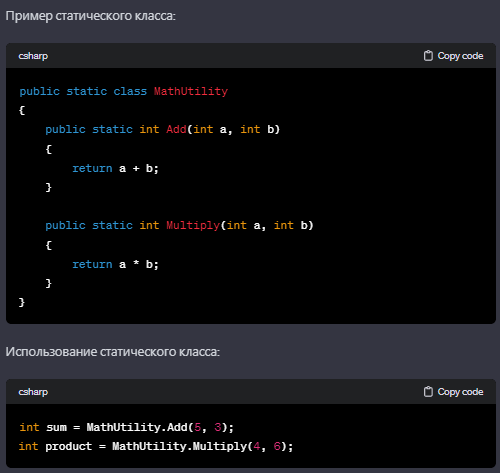 Пример статического класса:
csharp Copy code
public static class MathUtility
{
    public static int Add(int a, int b)
    {
        return a + b;
    }

    public static int Multiply(int a, int b)
    {
        return a * b;
    }
}
Использование статического класса:
csharp Copy code
int sum = MathUtility.Add(5, 3);
int product = MathUtility.Multiply(4, 6);